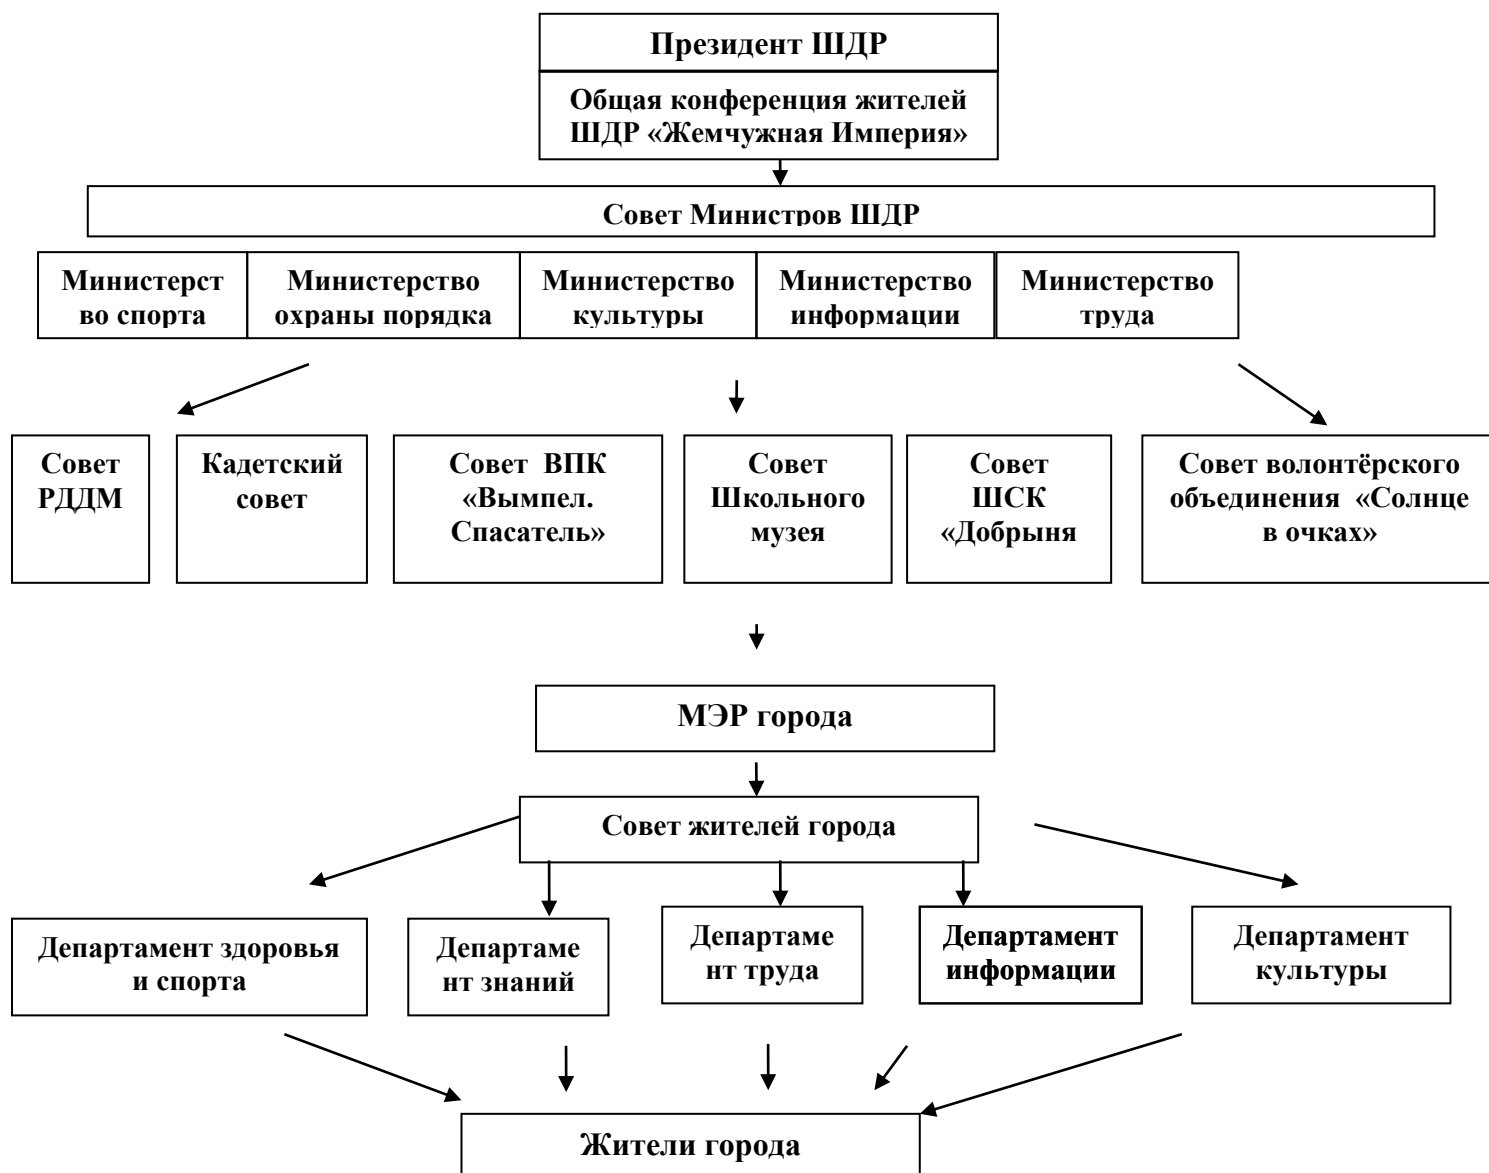 Президент ШДР
Общая конференция жителей
ШДР «Жемчужная Империя»
Совет Министров ШДР
Министерст
во спорта
Министерство
охраны порядка
Министерство
культуры
Министерство
информации
Министерство
труда
Совет
РДДМ
Кадетский
совет
Совет ВПК
«Вымпел.
Спасатель»
Совет
Школьного
музея
Совет
ШСК
«Добрыня
Совет волонтёрского
объединения «Солнце
в очках»
МЭР города
Совет жителей города
Департамент здоровья
и спорта
Департаме
нт знаний
Департаме
нт труда
Департамент
информации
Департамент
культуры
Жители города